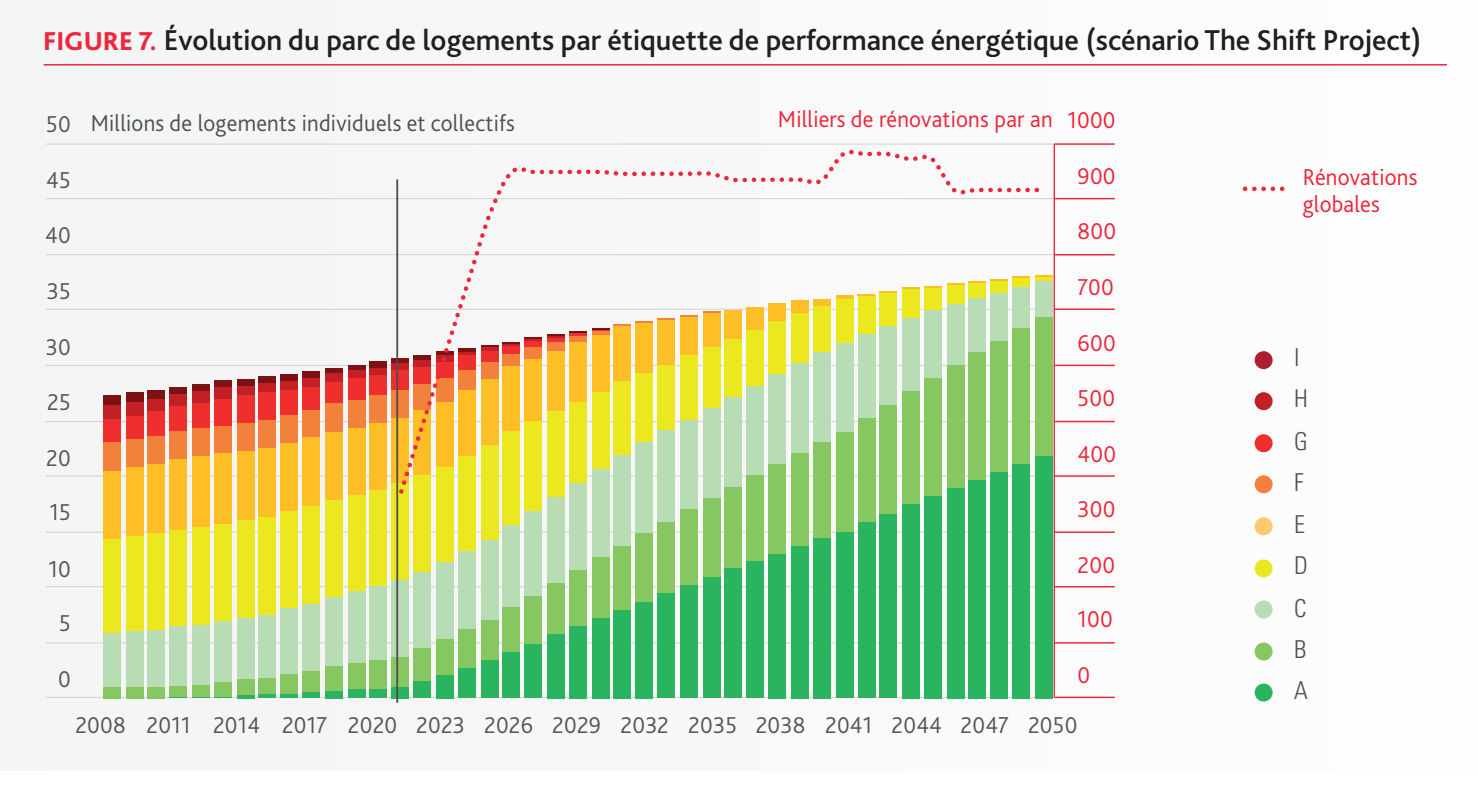 FIGURE 7. Évolution du parc de logements par étiquette de performance énergétique (scénario The Shift Project)
50 Millions de logements individuels et collectifs
Milliers de rénovations par an 1000
45
900
40
800
35
700
30
600
25
500
20
400
15
300
10
200
5
100
0
0
2008 2011 2014 2017 2020 2023 2026 2029 2032 2035 2038 2041 2044 2047 2050
Rénovations
globales
I
H
G
F
E
D
C
B
A